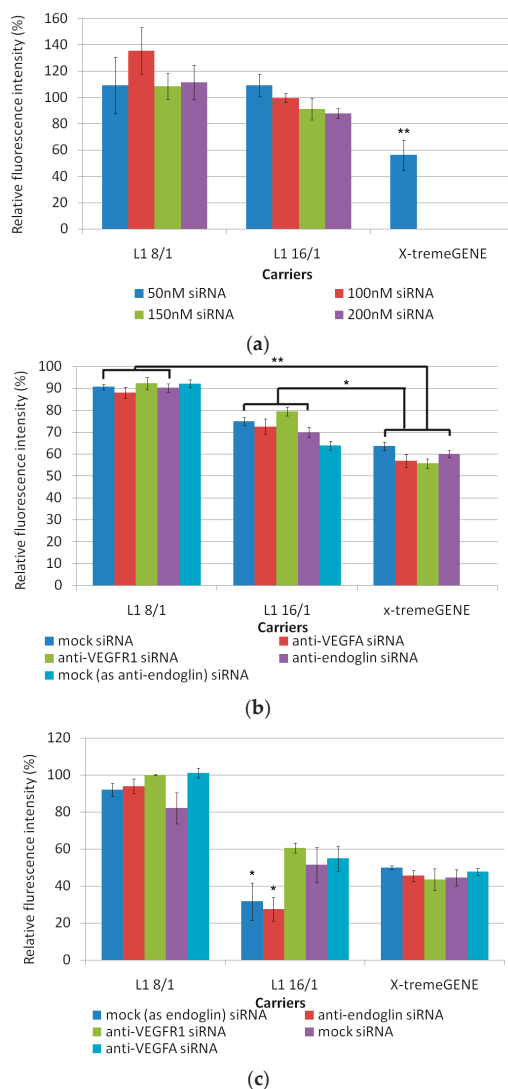 Relative fluorescence intensity (%)
160
140
120
100
80
60
40
20
0
**
L1 8/1
L1 16/1
X-tremeGENE
Carriers
50nM siRNA
100nM siRNA
150nM siRNA
200nM siRNA
(a)
Relative fluorescence intensity (%)
100
90
80
70
60
50
40
30
20
10
0
**
*
L1 8/1
L1 16/1
x-tremeGENE
Carriers
mock siRNA
anti-VEGFA siRNA
anti-VEGFR1 siRNA
anti-endoglin siRNA
mock (as anti-endoglin) siRNA
(b)
Relative flurescence intensity (%)
120
100
80
60
40
20
0
*
*
L1 8/1
L1 16/1
X-tremeGENE
Carriers
mock (as endoglin) siRNA
anti-endoglin siRNA
anti-VEGFR1 siRNA
mock siRNA
anti-VEGFA siRNA
(c)